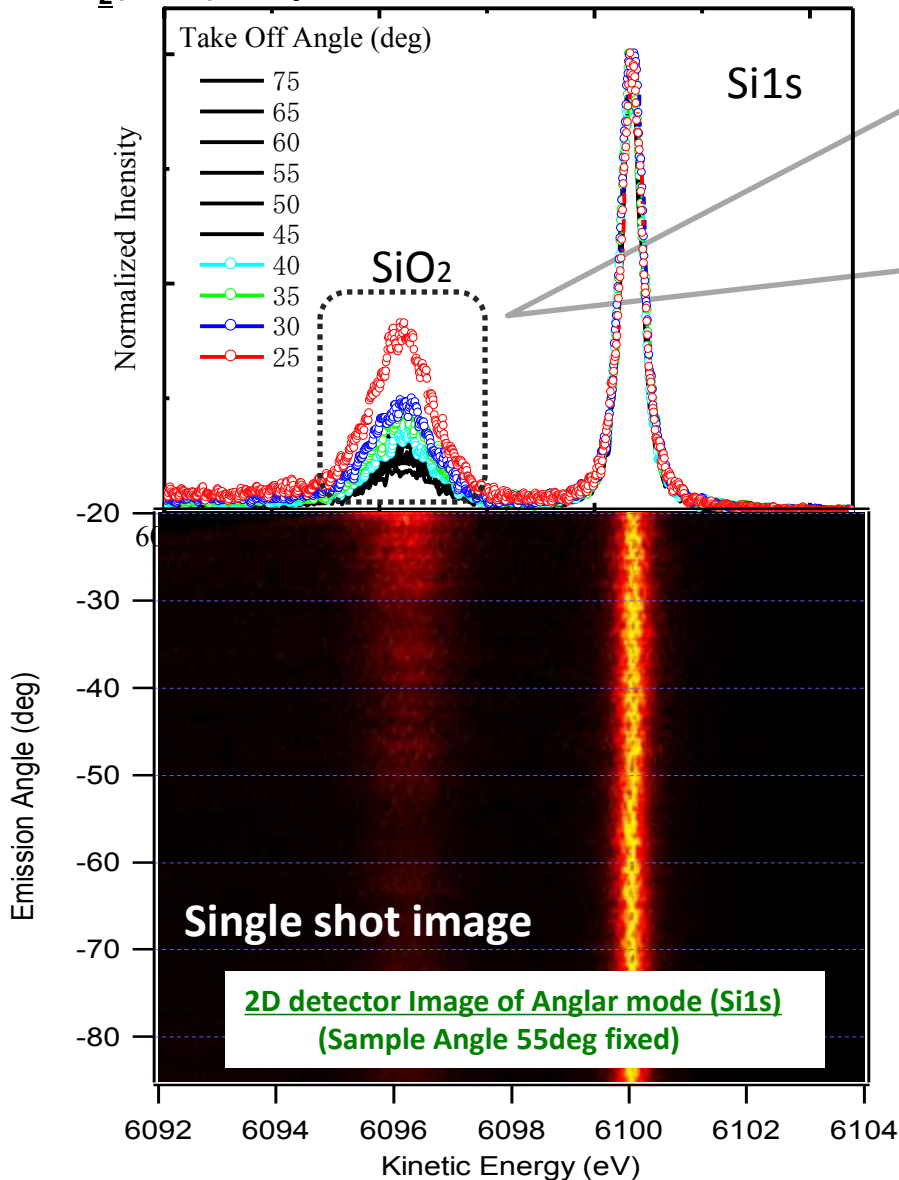 Take Off Angle (deg)
75
65
60
55
50
45
40
35
30
25
Si1s
SiO2
Normalized Inensity
-20
-30
-40
-50
-60
-70
-80
Emission Angle (deg)
Single shot image
2D detector Image of Anglar mode (Si1s)
(Sample Angle 55deg fixed)
6092 6094 6096 6098 6100 6102 6104
Kinetic Energy (eV)